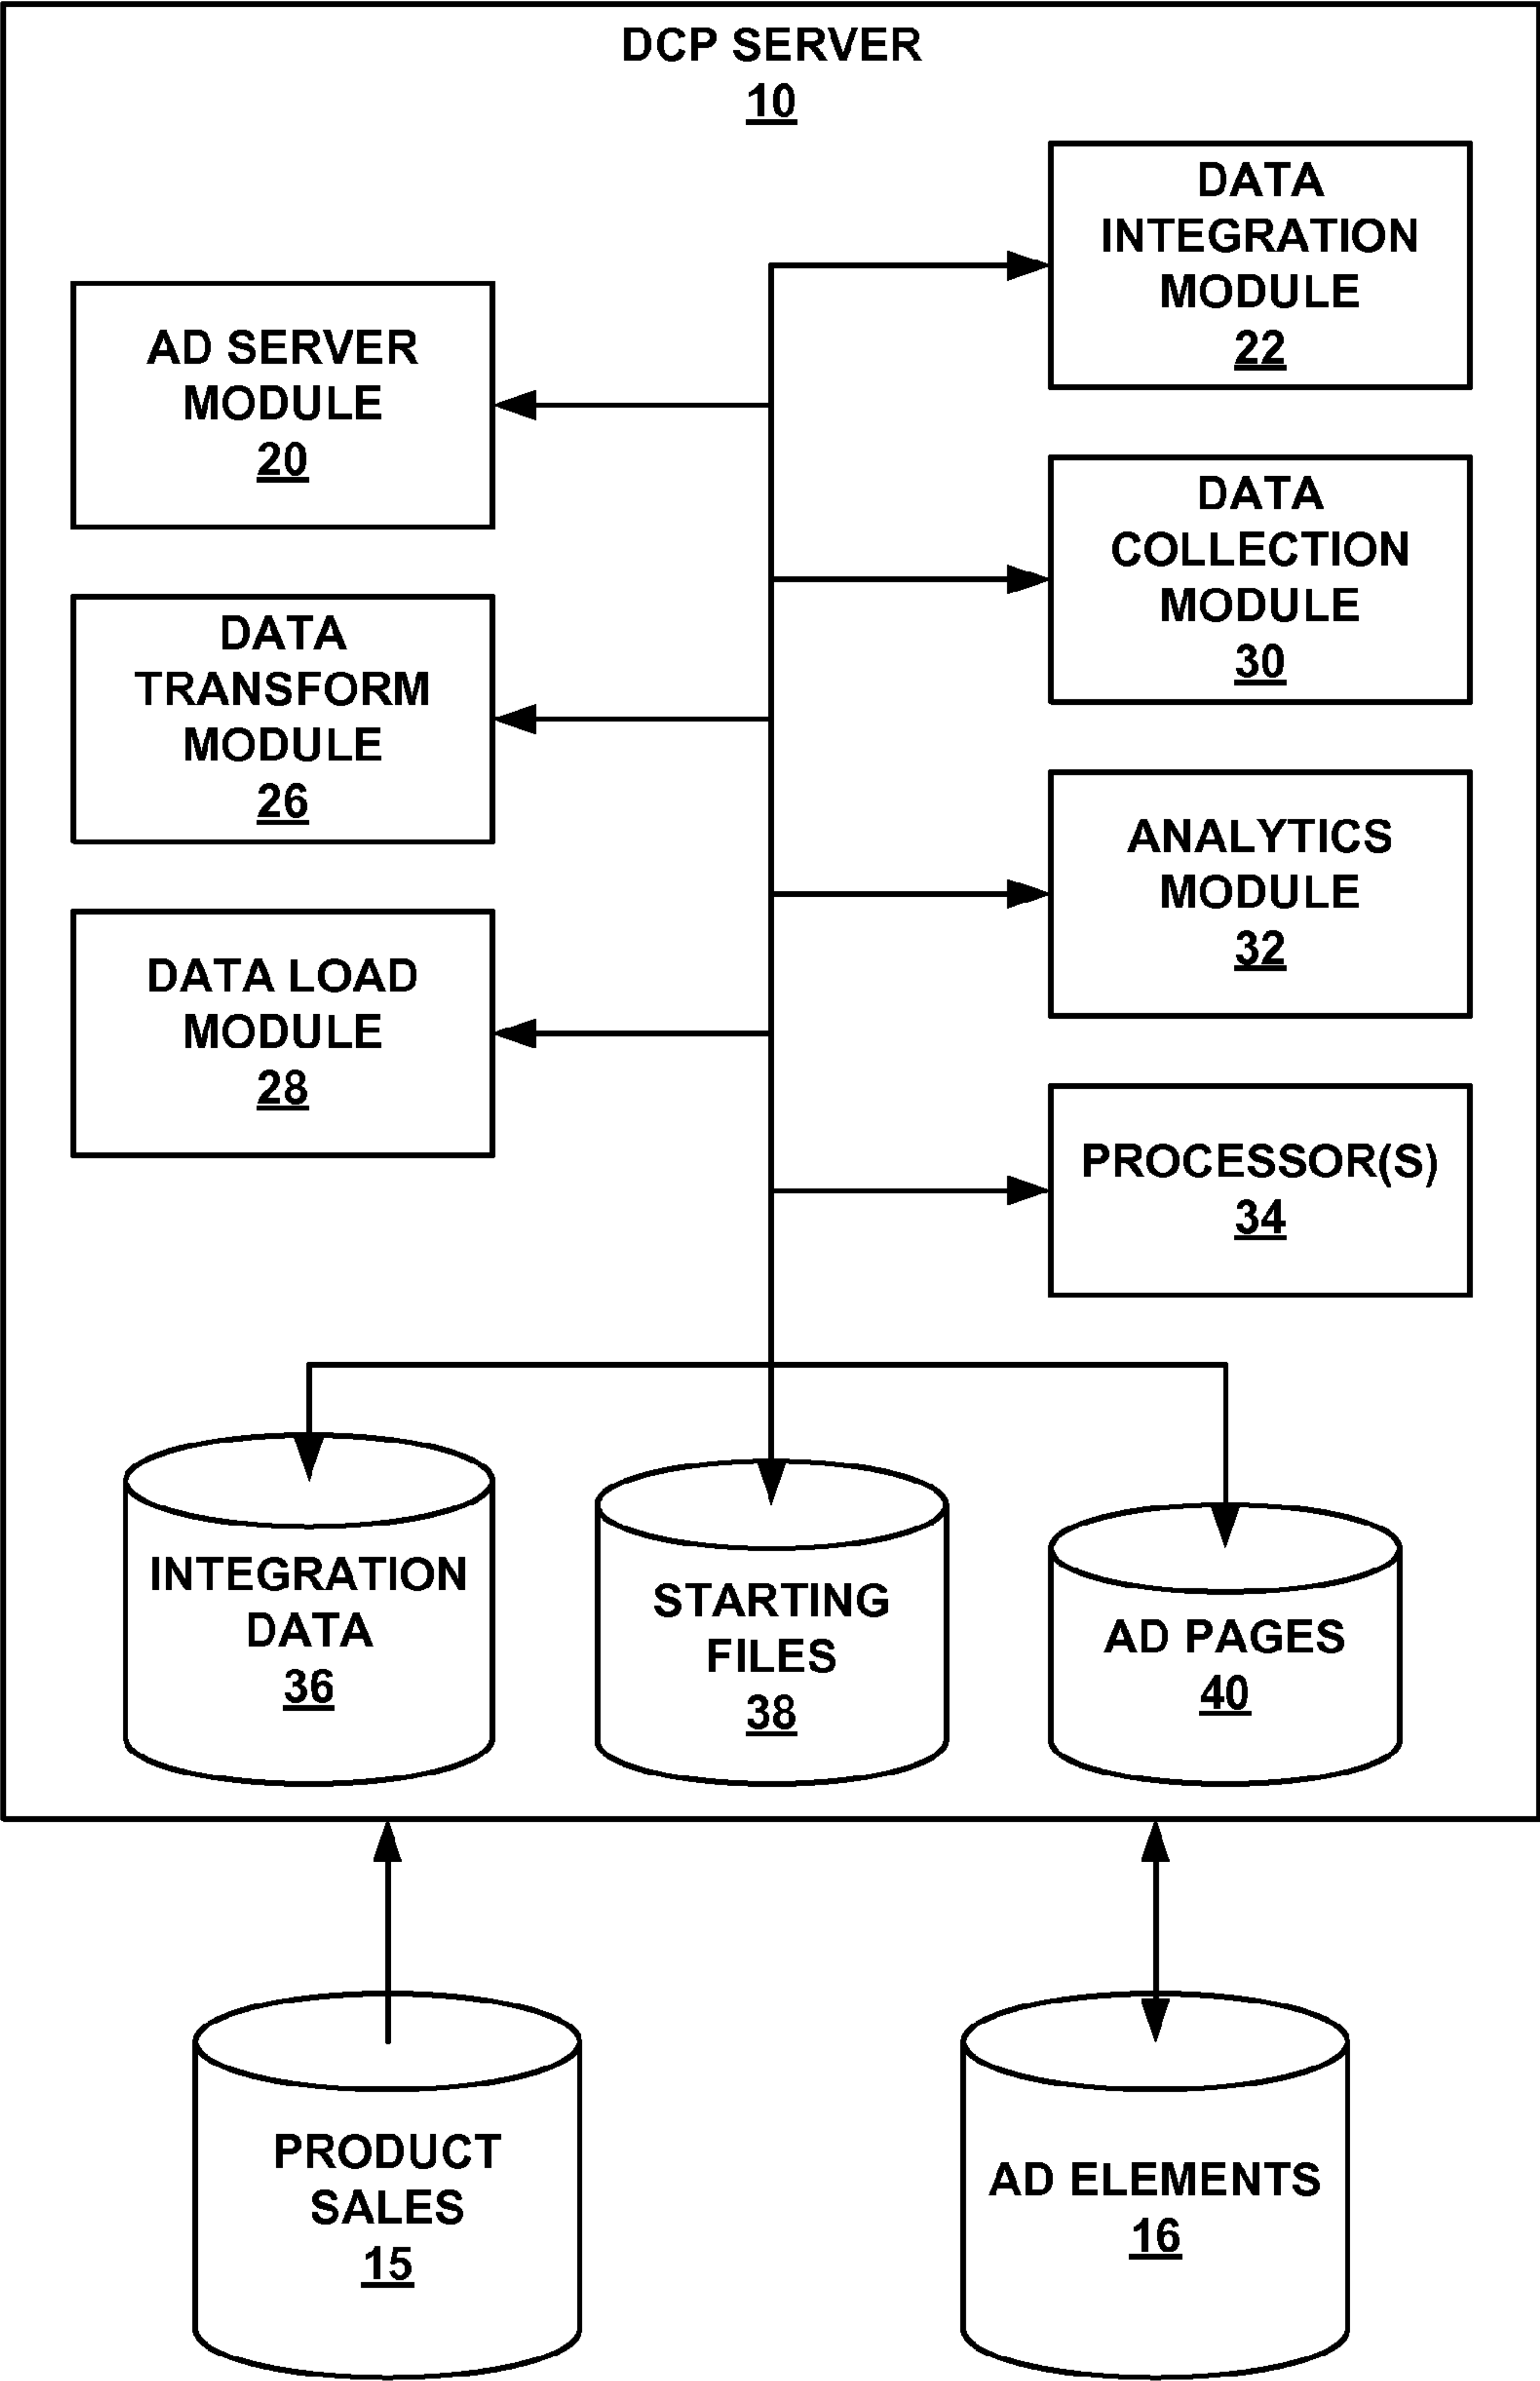 DCP SERVER
10
DATA
INTEGRATION
MODULE
22
AD SERVER
MODULE
20
DATA
COLLECTION
MODULE
30
DATA
TRANSFORM
MODULE
26
ANALYTICS
MODULE
32
DATA LOAD
MODULE
28
PROCESSOR(S)
34
INTEGRATION
DATA
36
STARTING
FILES
38
AD PAGES
40
PRODUCT
SALES
15
AD ELEMENTS
16